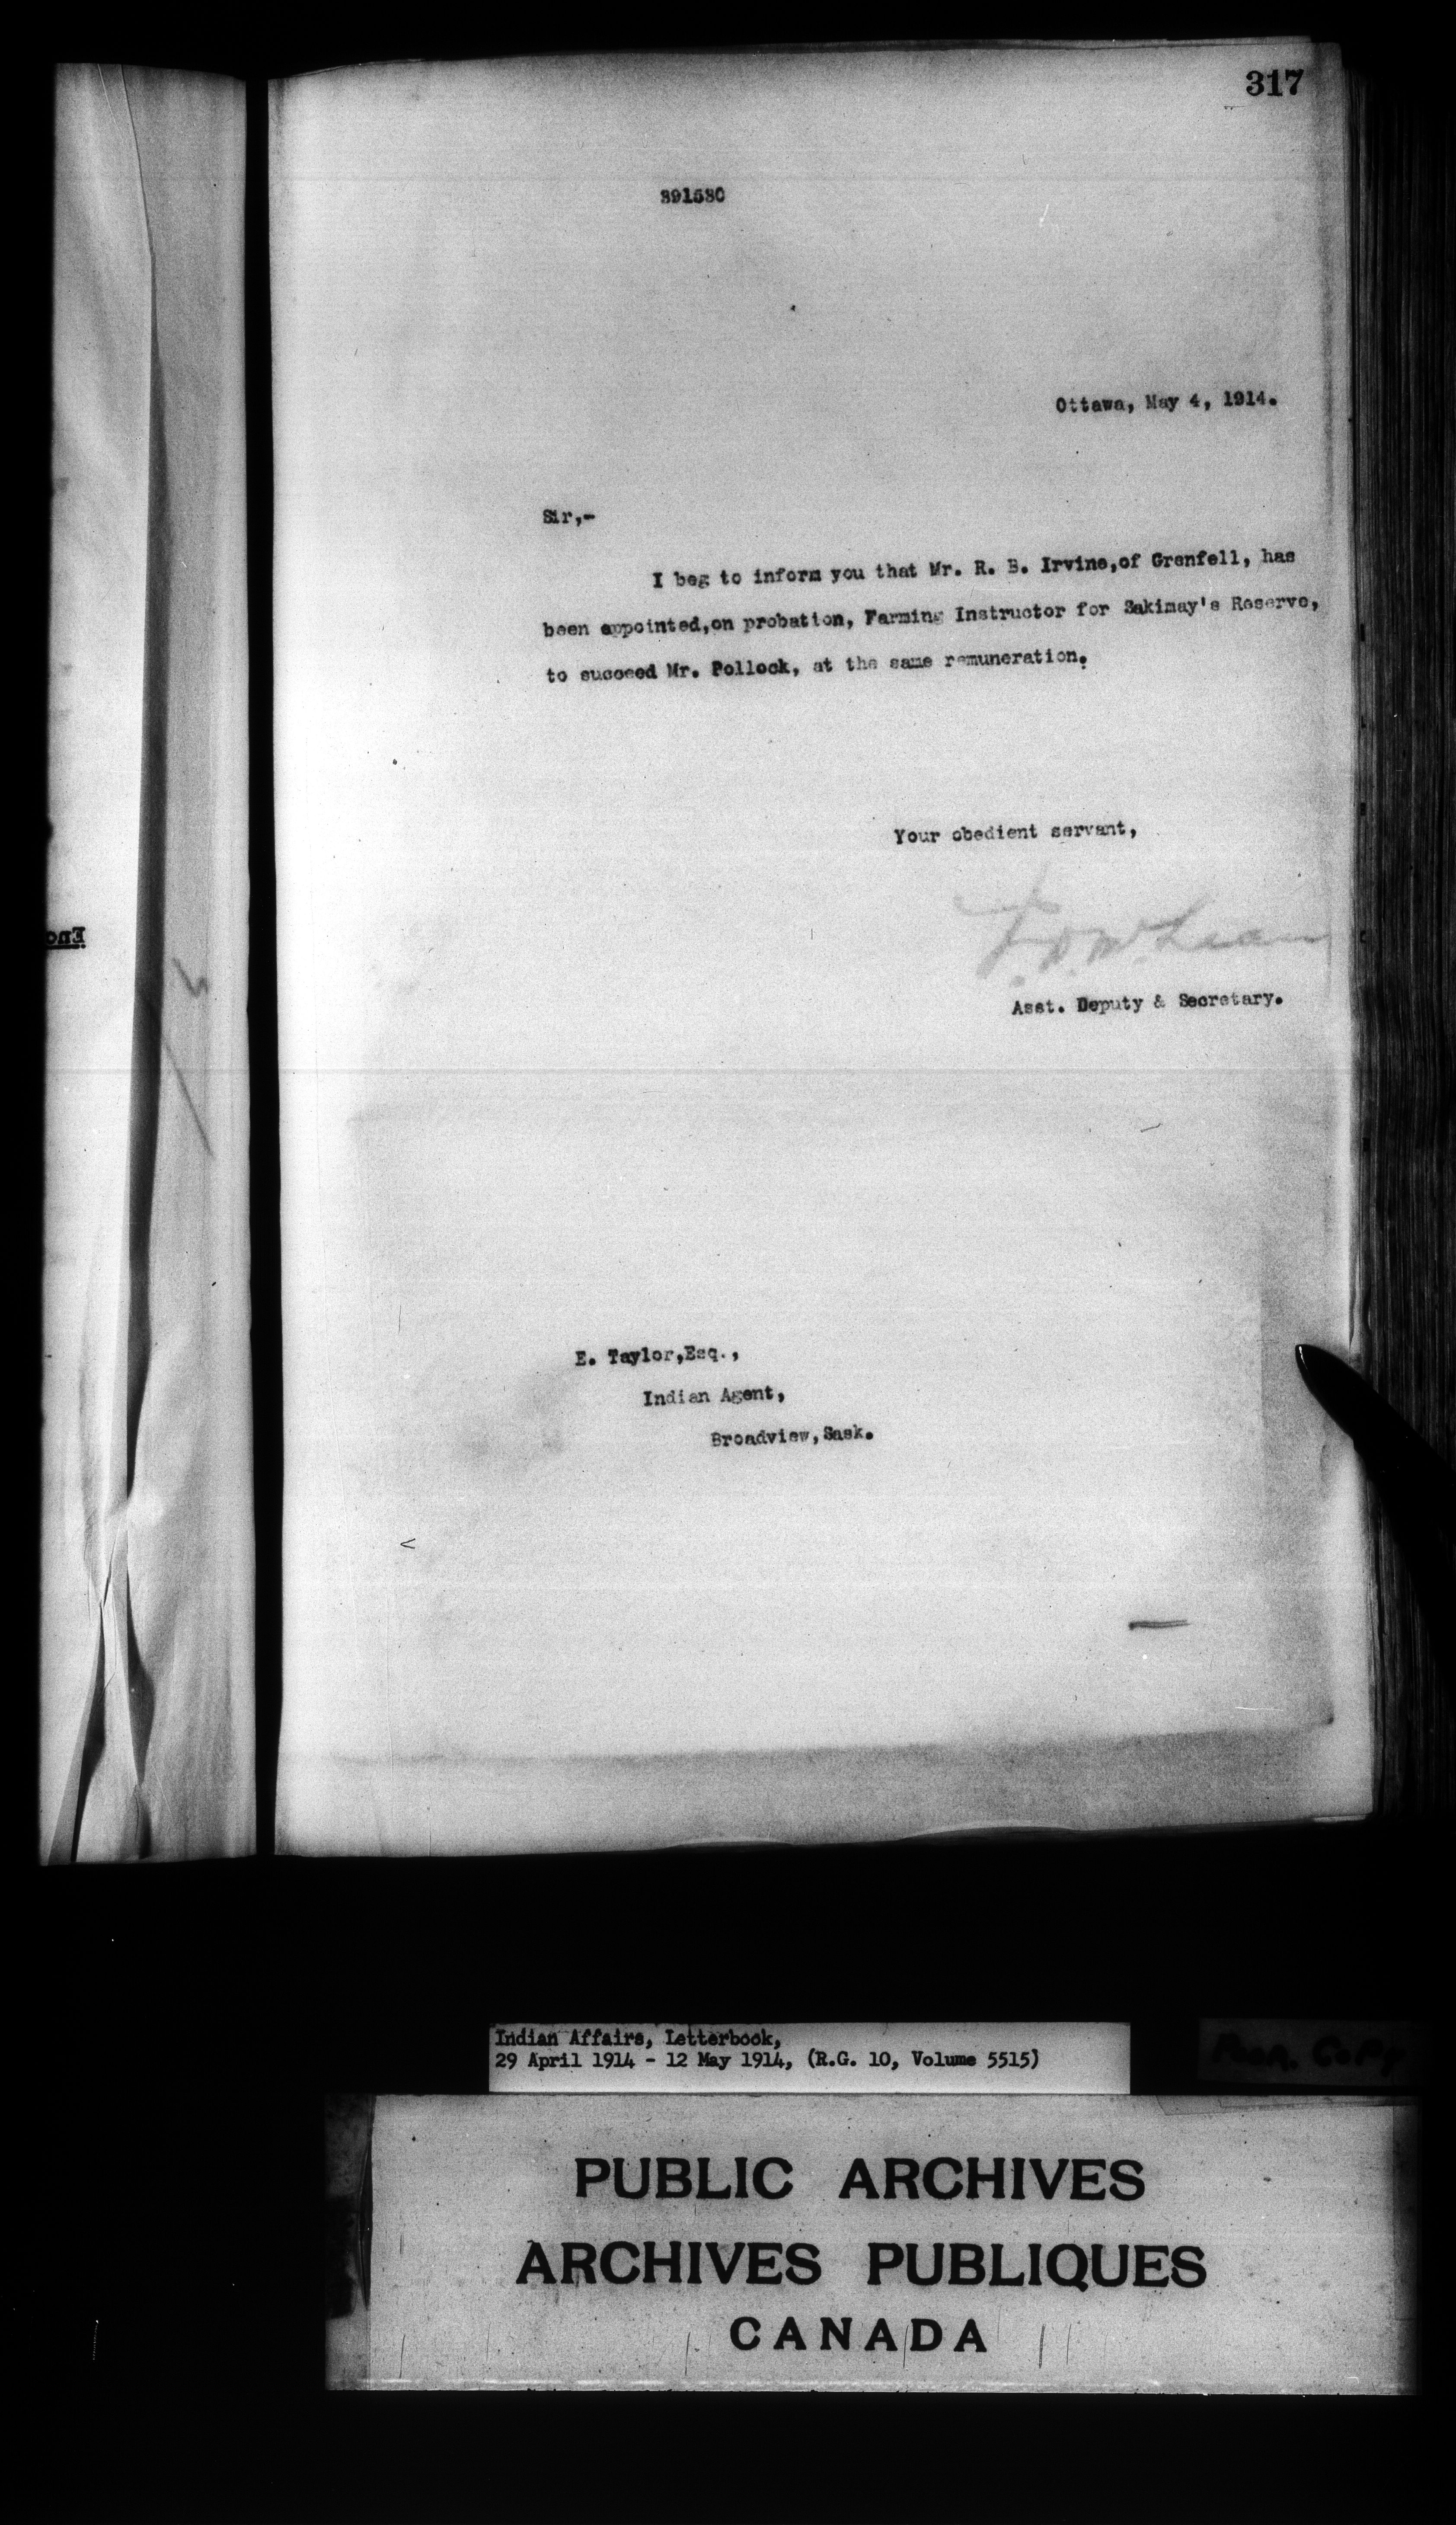 317
391580
Ottawa, May 4, 1914.
Sir,-
I beg to inform you that Mr. R. B. Irvine,of Grenfell, has
been appointed,on probation, Farming Instructor for Sakimay's Reserve,
to succeed Mr. Pollock, at the same remuneration.
Your obedient servant,
Asst. Deputy & Secretary.
E. Taylor,Esq.,
Indian Agent,
Broadview,Sask.
Indian Affairs, Letterbook,
29 April 1914 - 12 May 1914, (R.G. 10, Volume 5515)
PUBLIC ARCHIVES
ARCHIVES PUBLIQUES
CANADA